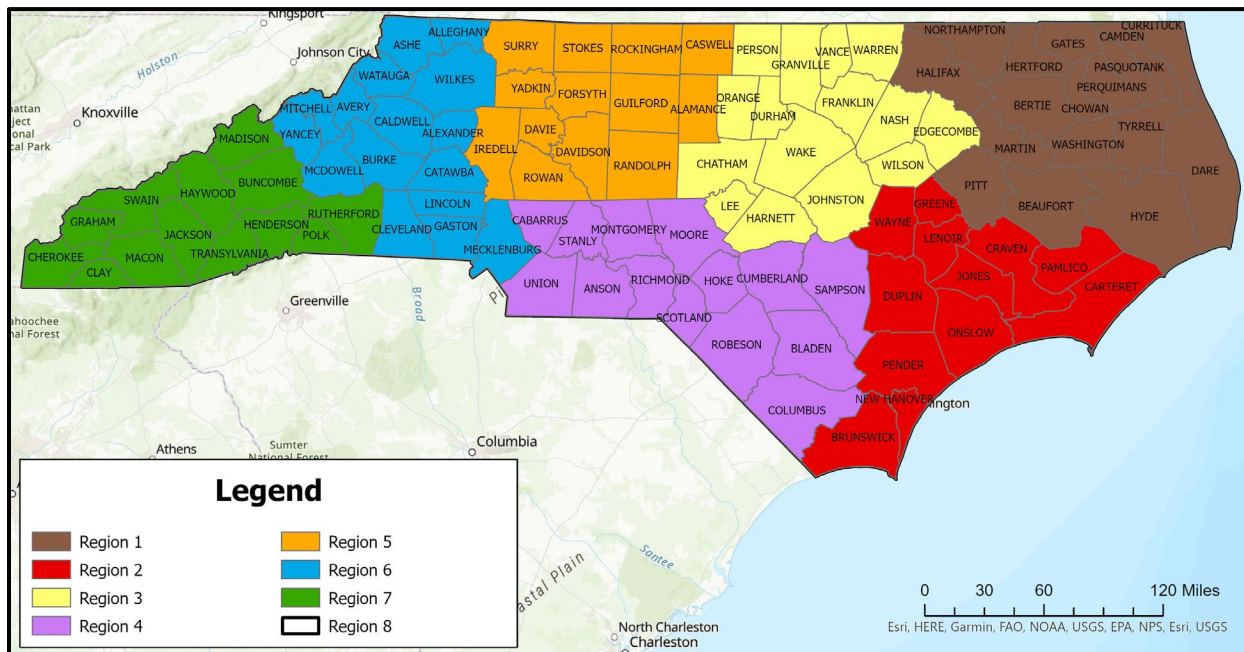 Kingsport
Johnson City
Holston
Knoxville
ASHE
ALLEGHANY
SURRY
STOKES
ROCKINGHAM
CASWELL
PERSON
GRANVILLE
VANCE
WARREN
NORTHAMPTON
GATES
CAMDEN
CURRITUCK
WATAUGA
WILKES
YADKIN
FORSYTH
GUILFORD
ALAMANCE
ORANGE
DURHAM
FRANKLIN
HALIFAX
HERTFORD
PASQUOTANK
PERQUIMANS
MITCHELL
AVERY
YANCEY
CALDWELL
ALEXANDER
IREDELL
DAVIE
DAVIDSON
RANDOLPH
CHATHAM
WAKE
NASH
EDGECOMBE
BERTIE
CHOWAN
TYRRELL
MADISON
MCDOWELL
BURKE
CATAWBA
ROWAN
WILSON
MARTIN
WASHINGTON
DARE
SWAIN
HAYWOOD
BUNCOMBE
LEE
JOHNSTON
HARNETT
PITT
BEAUFORT
HYDE
GRAHAM
JACKSON
HENDERSON
RUTHERFORD
POLK
CLEVELAND
LINCOLN
GASTON
MECKLENBURG
CABARRUS
STANLY
MONTGOMERY
MOORE
WAYNE
GREENE
LENOIR
CRAVEN
PAMLICO
CARTERET
CHEROKEE
CLAY
MACON
TRANSYLVANIA
UNION
ANSON
RICHMOND
HOKE
CUMBERLAND
SAMPSON
DUPLIN
JONES
ONSLOW
SCOTLAND
ROBESON
BLADEN
PENDER
COLUMBUS
NEW HANOVER
BRUNSWICK
Greenville
Broad
Athens
Sumter
National Forest
Columbia
Santee
North Charleston
Charleston
Legend
Region 1
Region 2
Region 3
Region 4
Region 5
Region 6
Region 7
Region 8
0 30 60 120 Miles
Esri, HERE, Garmin, FAO, NOAA, USGS, EPA, NPS, Esri, USGS